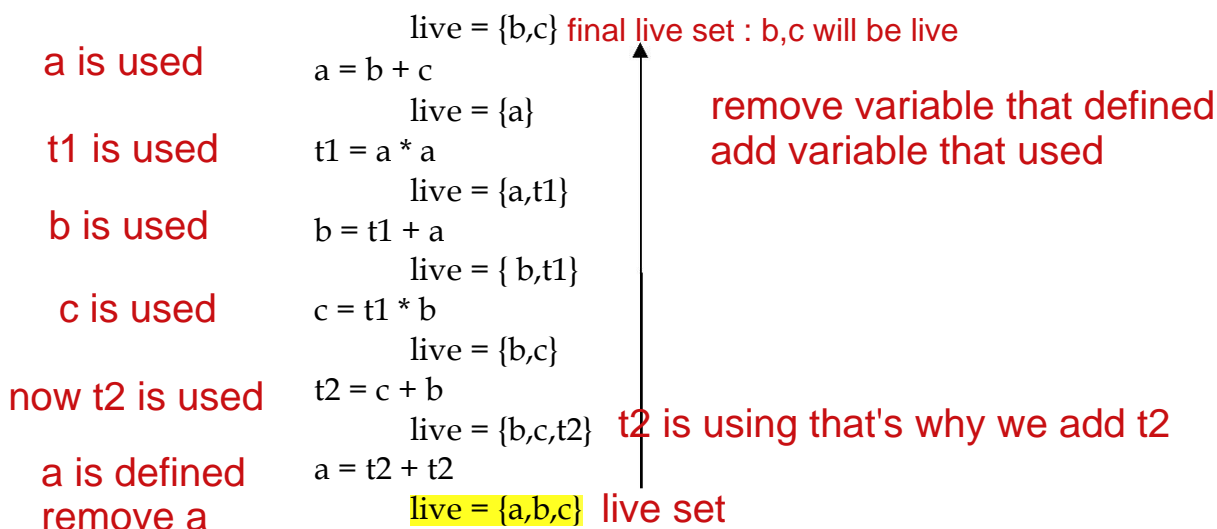 live = {b,c} final live set : b,c will be live
a is used a = b + c
live = {a} remove variable that defined
t1 is used t1 = a * a add variable that used
live = {a,t1}
b is used b = t1 + a
live = { b,t1}
c is used c = t1 * b
live = {b,c}
now t2 is used t2 = c + b
live = {b,c,t2} t2 is using that's why we add t2
a is defined a = t2 + t2
remove a live = {a,b,c} live set